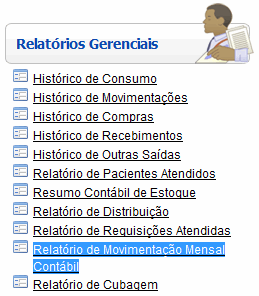 Relatórios Gerenciais
Histórico de Consumo
Histórico de Movimentações
Histórico de Compras
Histórico de Recebimentos
Histórico de Outras Saídas
Relatório de Pacientes Atendidos
Resumo Contábil de Estoque
Relatório de Distribuição
Relatório de Requisições Atendidas
Relatório de Movimentação Mensal
Contábil
Relatório de Cubagem